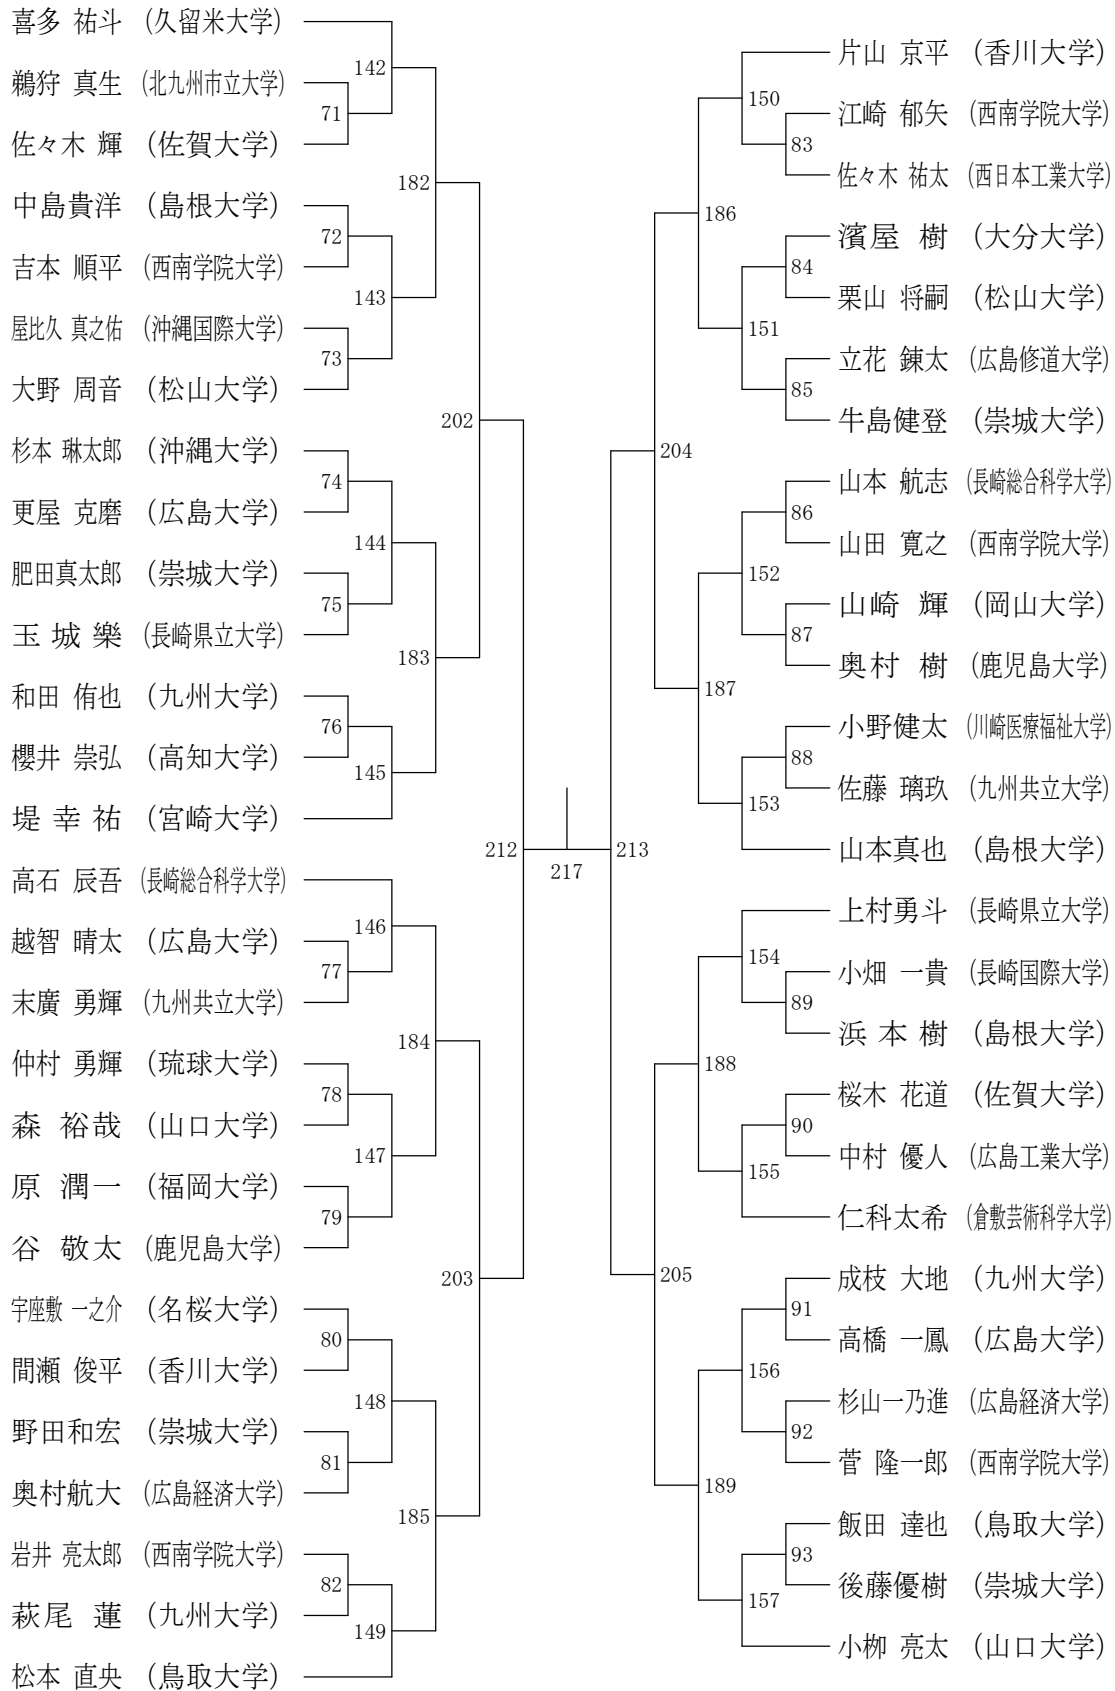 喜多 祐斗 (久留米大学)
鵜狩 真生 (北九州市立大学)
佐々木 輝 (佐賀大学)
中島貴洋 (島根大学)
吉本 順平 (西南学院大学)
屋比久 真之佑 (沖縄国際大学)
大野 周音 (松山大学)
杉本 琳太郎 (沖縄大学)
更屋 克磨 (広島大学)
肥田真太郎 (崇城大学)
玉城樂 (長崎県立大学)
和田 侑也 (九州大学)
櫻井 崇弘 (高知大学)
堤幸祐 (宮崎大学)
高石 辰吾 (長崎総合科学大学)
越智 晴太 (広島大学)
末廣 勇輝 (九州共立大学)
仲村 勇輝 (琉球大学)
森 裕哉 (山口大学)
原 潤一 (福岡大学)
谷 敬太 (鹿児島大学)
宇座敷 一之介 (名桜大学)
間瀬 俊平 (香川大学)
野田和宏 (崇城大学)
奥村航大 (広島経済大学)
岩井 亮太郎 (西南学院大学)
萩尾 蓮 (九州大学)
松本 直央 (鳥取大学)
71
72
73
74
75
76
77
78
79
80
81
82
142
143
144
145
146
147
148
149
182
183
184
185
202
203
212
217
213
204
205
186
187
188
189
150
151
152
153
154
155
156
157
83
84
85
86
87
88
89
90
91
92
93
片山 京平 (香川大学)
江崎 郁矢 (西南学院大学)
佐々木 祐太 (西日本工業大学)
濱屋 樹 (大分大学)
栗山 将嗣 (松山大学)
立花 錬太 (広島修道大学)
牛島健登 (崇城大学)
山本 航志 (長崎総合科学大学)
山田 寛之 (西南学院大学)
山崎 輝 (岡山大学)
奥村 樹 (鹿児島大学)
小野健太 (川崎医療福祉大学)
佐藤 璃玖 (九州共立大学)
山本真也 (島根大学)
上村勇斗 (長崎県立大学)
小畑 一貴 (長崎国際大学)
浜本樹 (島根大学)
桜木 花道 (佐賀大学)
中村 優人 (広島工業大学)
仁科太希 (倉敷芸術科学大学)
成枝 大地 (九州大学)
高橋 一鳳 (広島大学)
杉山一乃進 (広島経済大学)
菅 隆一郎 (西南学院大学)
飯田 達也 (鳥取大学)
後藤優樹 (崇城大学)
小栁 亮太 (山口大学)